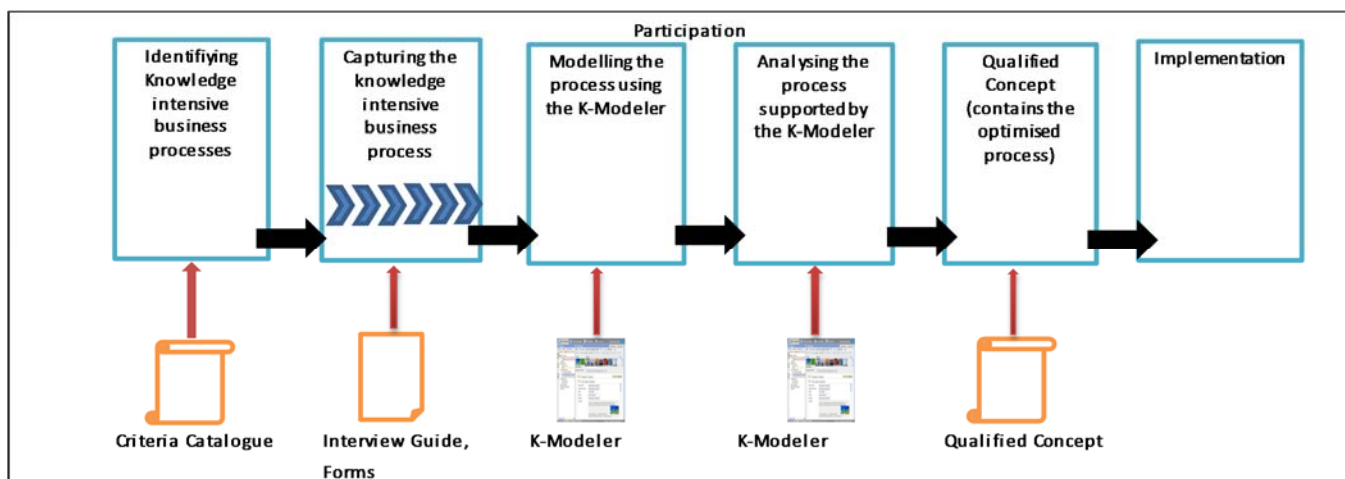 Participation
Identifiying
Knowledge
intensive
business
processes
Capturing the
knowledge
intensive
business
process
Modelling the
process using
the K-Modeler
Analysing the
process
supported by
the K-Modeler
Qualified
Concept
(contains the
optimised
process)
Implementation
Criteria Catalogue
Interview Guide,
Forms
K-Modeler
K-Modeler
Qualified Concept